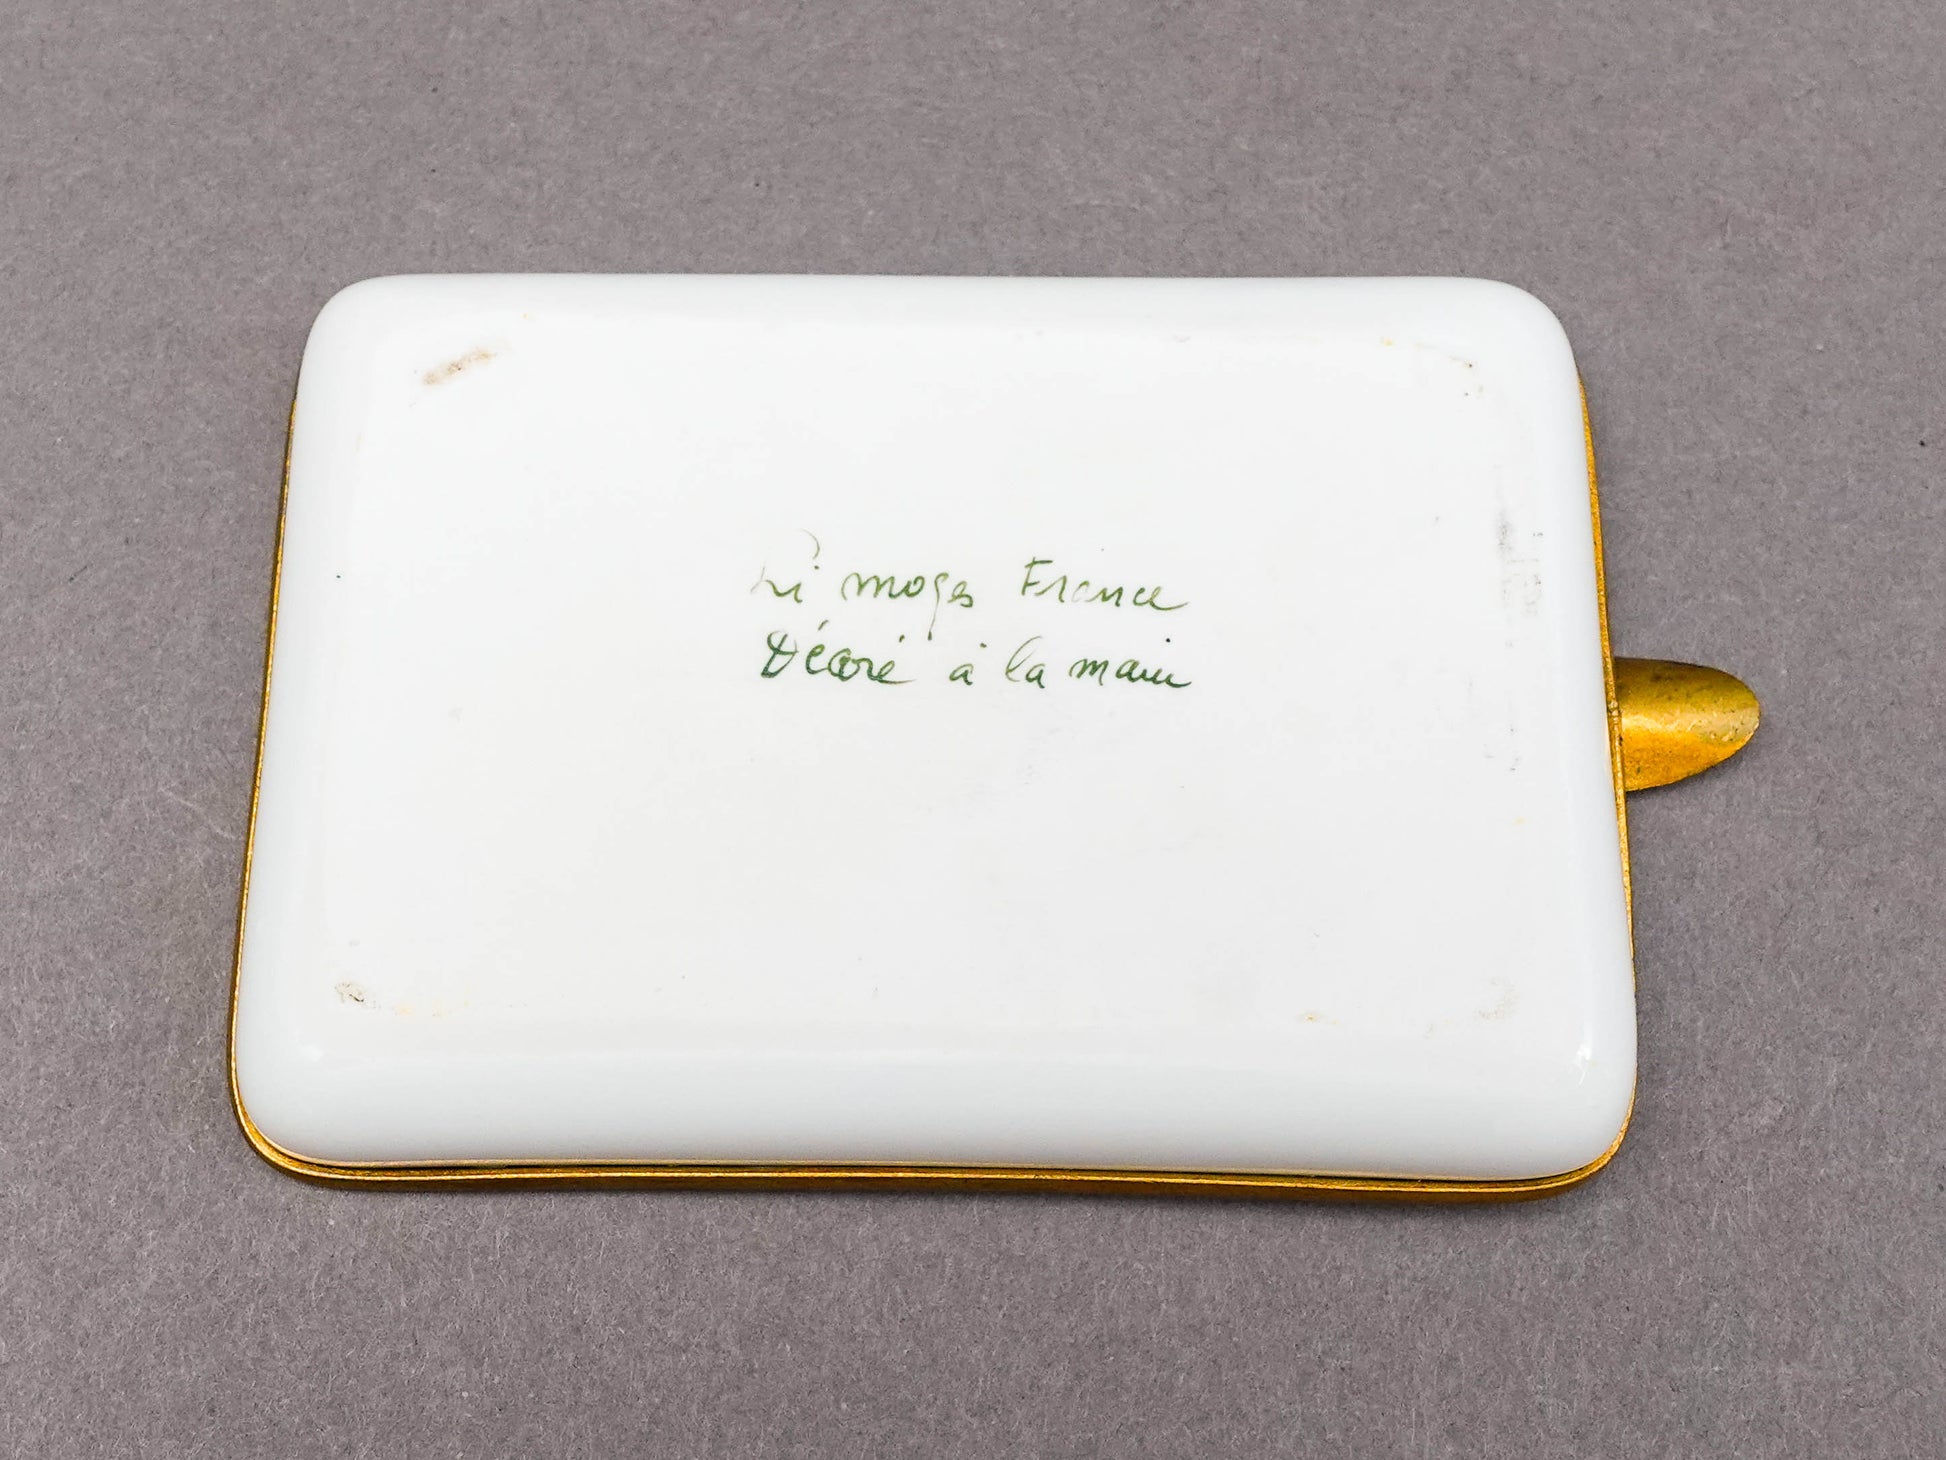 Limoges France
Décoré à la main